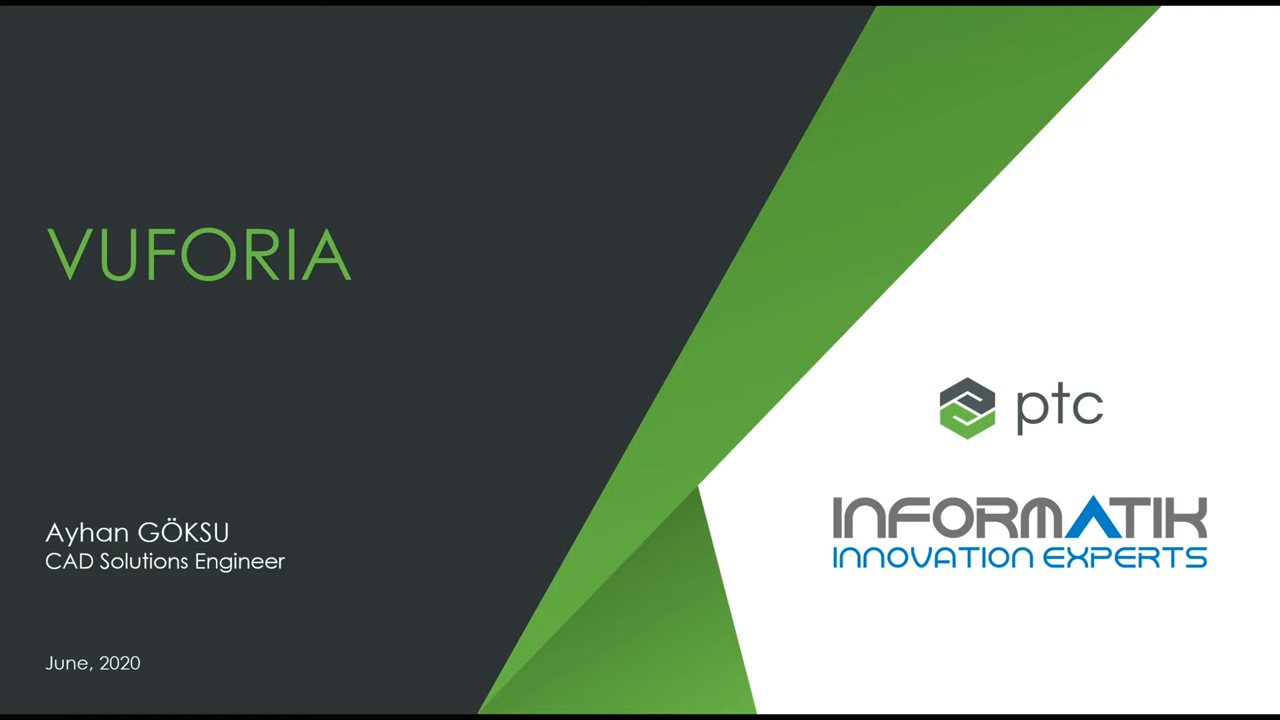 VUFORIA
Ayhan GÖKSU
CAD Solutions Engineer
June, 2020
ptc
INFORMATIK
INNOVATION EXPERTS